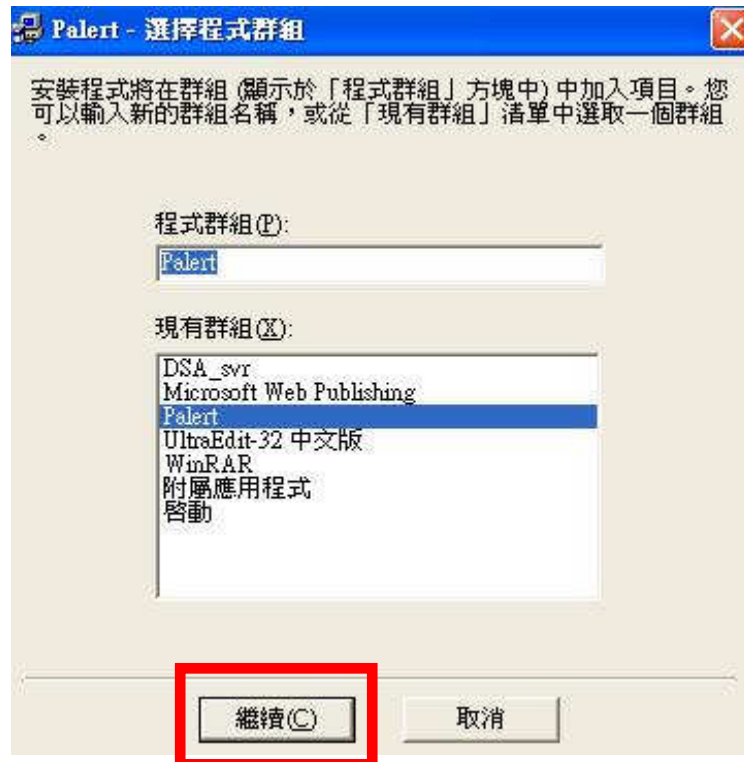 Palert - 選擇程式群組
安裝程式將在群組 (顯示於「程式群組」方塊中) 中加入項目。您
可以輸入新的群組名稱，或從「現有群組」清單中選取一個群組
。
程式群組(P):
Palert
現有群組(X):
DSA_svr
Microsoft Web Publishing
Palert
UltraEdit-32 中文版
WinRAR
附屬應用程式
啓動
繼續(C)
取消